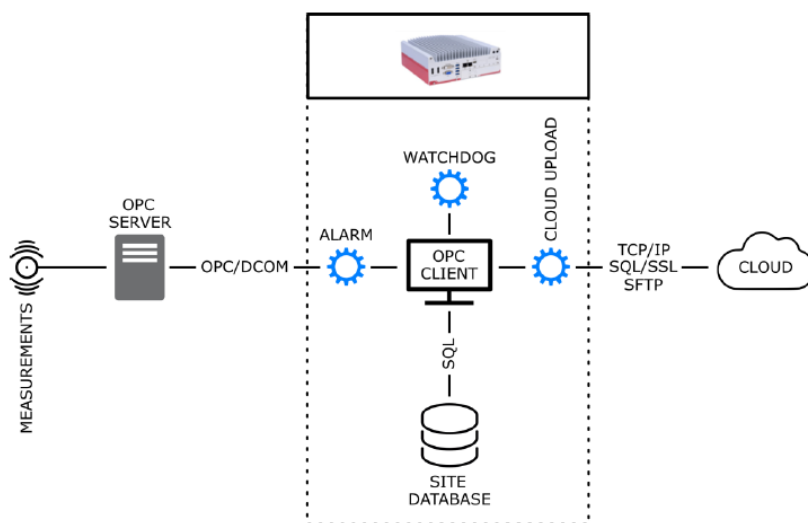 WATCHDOG
CLOUD UPLOAD
OPC
SERVER
ALARM
MEASUREMENTS
OPC/DCOM
OPC
CLIENT
TCP/IP
SQL/SSL
SFTP
CLOUD
SQL
SITE
DATABASE